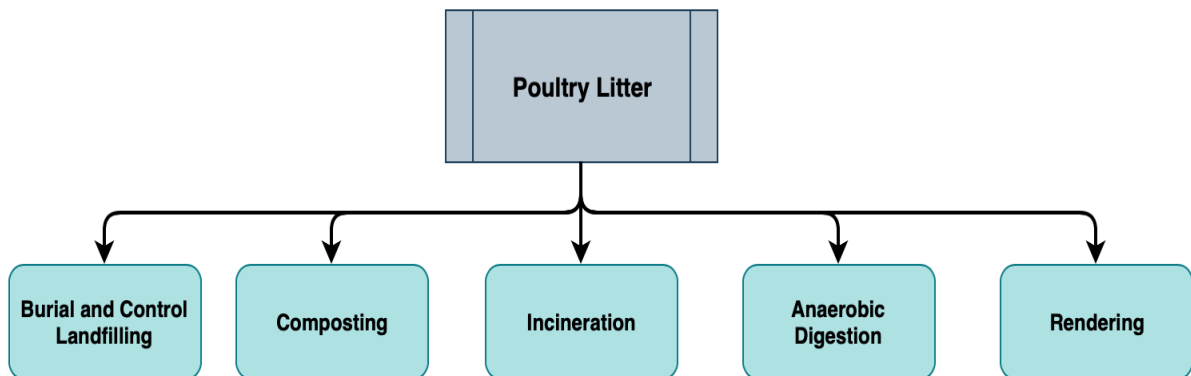 Poultry Litter
Burial and Control
Landfilling
Composting
Incineration
Anaerobic
Digestion
Rendering